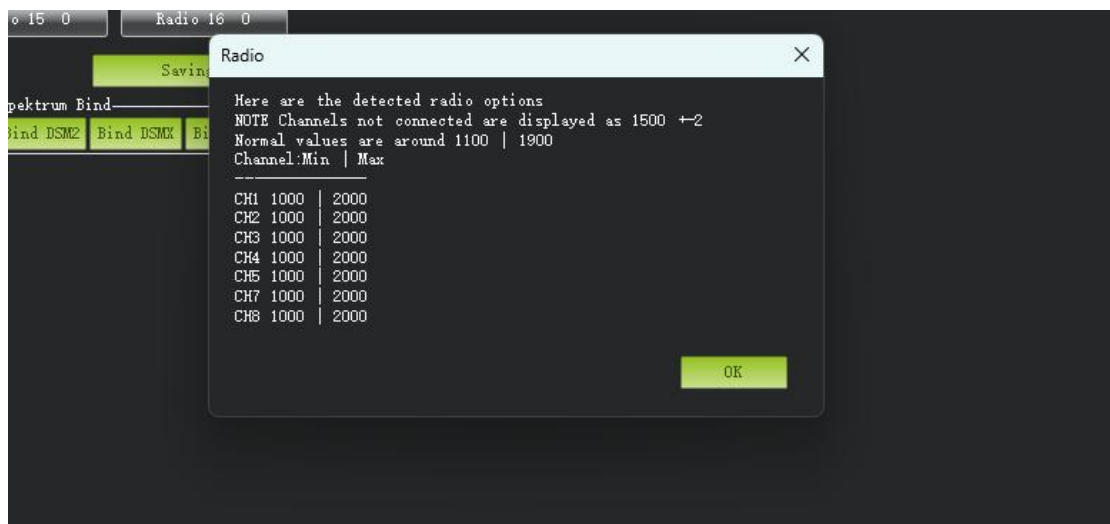 o 15 0
Radio 16 0
Radio
Saving
pektrum Bind
Bind DSM2
Bind DSMX
Bi
Here are the detected radio options
NOTE Channels not connected are displayed as 1500 +-2
Normal values are around 1100 | 1900
Channel:Min | Max
CH1 1000 | 2000
CH2 1000 | 2000
CH3 1000 | 2000
CH4 1000 | 2000
CH5 1000 | 2000
CH7 1000 | 2000
CH8 1000 | 2000
OK